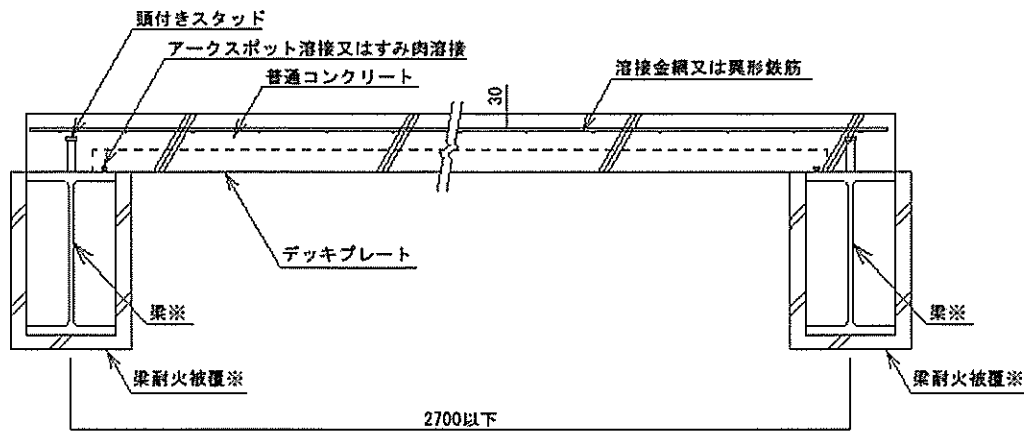 頭付きスタッド
アークスポット溶接又はすみ肉溶接
普通コンクリート
溶接金網又は異形鉄筋
30
デッキプレート
梁※
梁※
梁耐火被覆※
梁耐火被覆※
2700以下